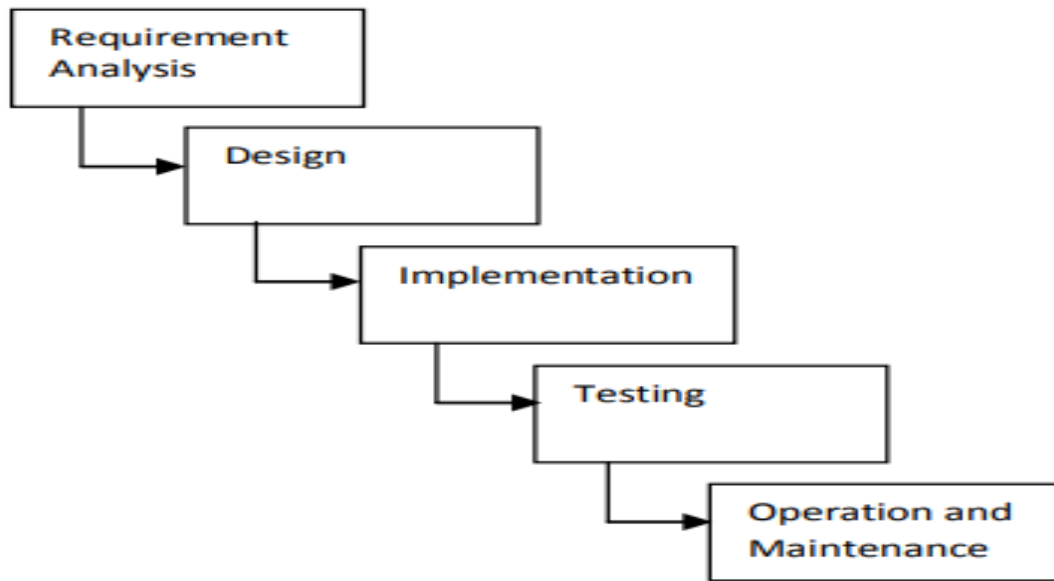 Requirement
Analysis
Design
Implementation
Testing
Operation and
Maintenance